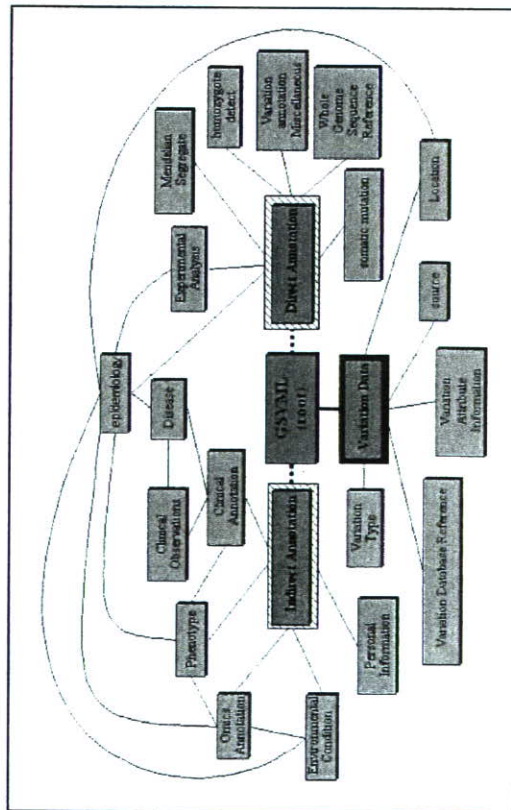 epidemiology
Mendelian
Segregate
homozygote
detect
Experimental
Analysis
Variation
annotation
Miscellaneous
Whole
Genome
Sequence
Reference
Disease
Clinical
Observations
Clinical
Annotation
Phenotype
Omics
Annotation
Environmental
Condition
Direct Annotation
GSVML
(root)
Indirect Annotation
somatic mutation
Variation Data
Location
source
Variation
Type
Variation
Attribute
Information
Personal
Information
Variation Database Reference